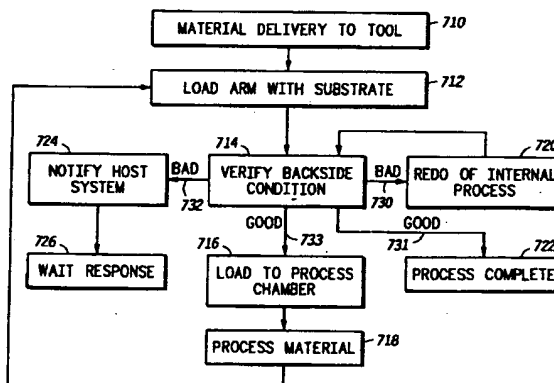 MATERIAL DELIVERY TO TOOL
710
LOAD ARM WITH SUBSTRATE
712
724
714
720
NOTIFY HOST
SYSTEM
BAD
732
VERIFY BACKSIDE
CONDITION
BAD
730
REDO OF INTERNAL
PROCESS
GOOD
733
GOOD
731
726
716
722
WAIT RESPONSE
LOAD TO PROCESS
CHAMBER
PROCESS COMPLETE
PROCESS MATERIAL
718